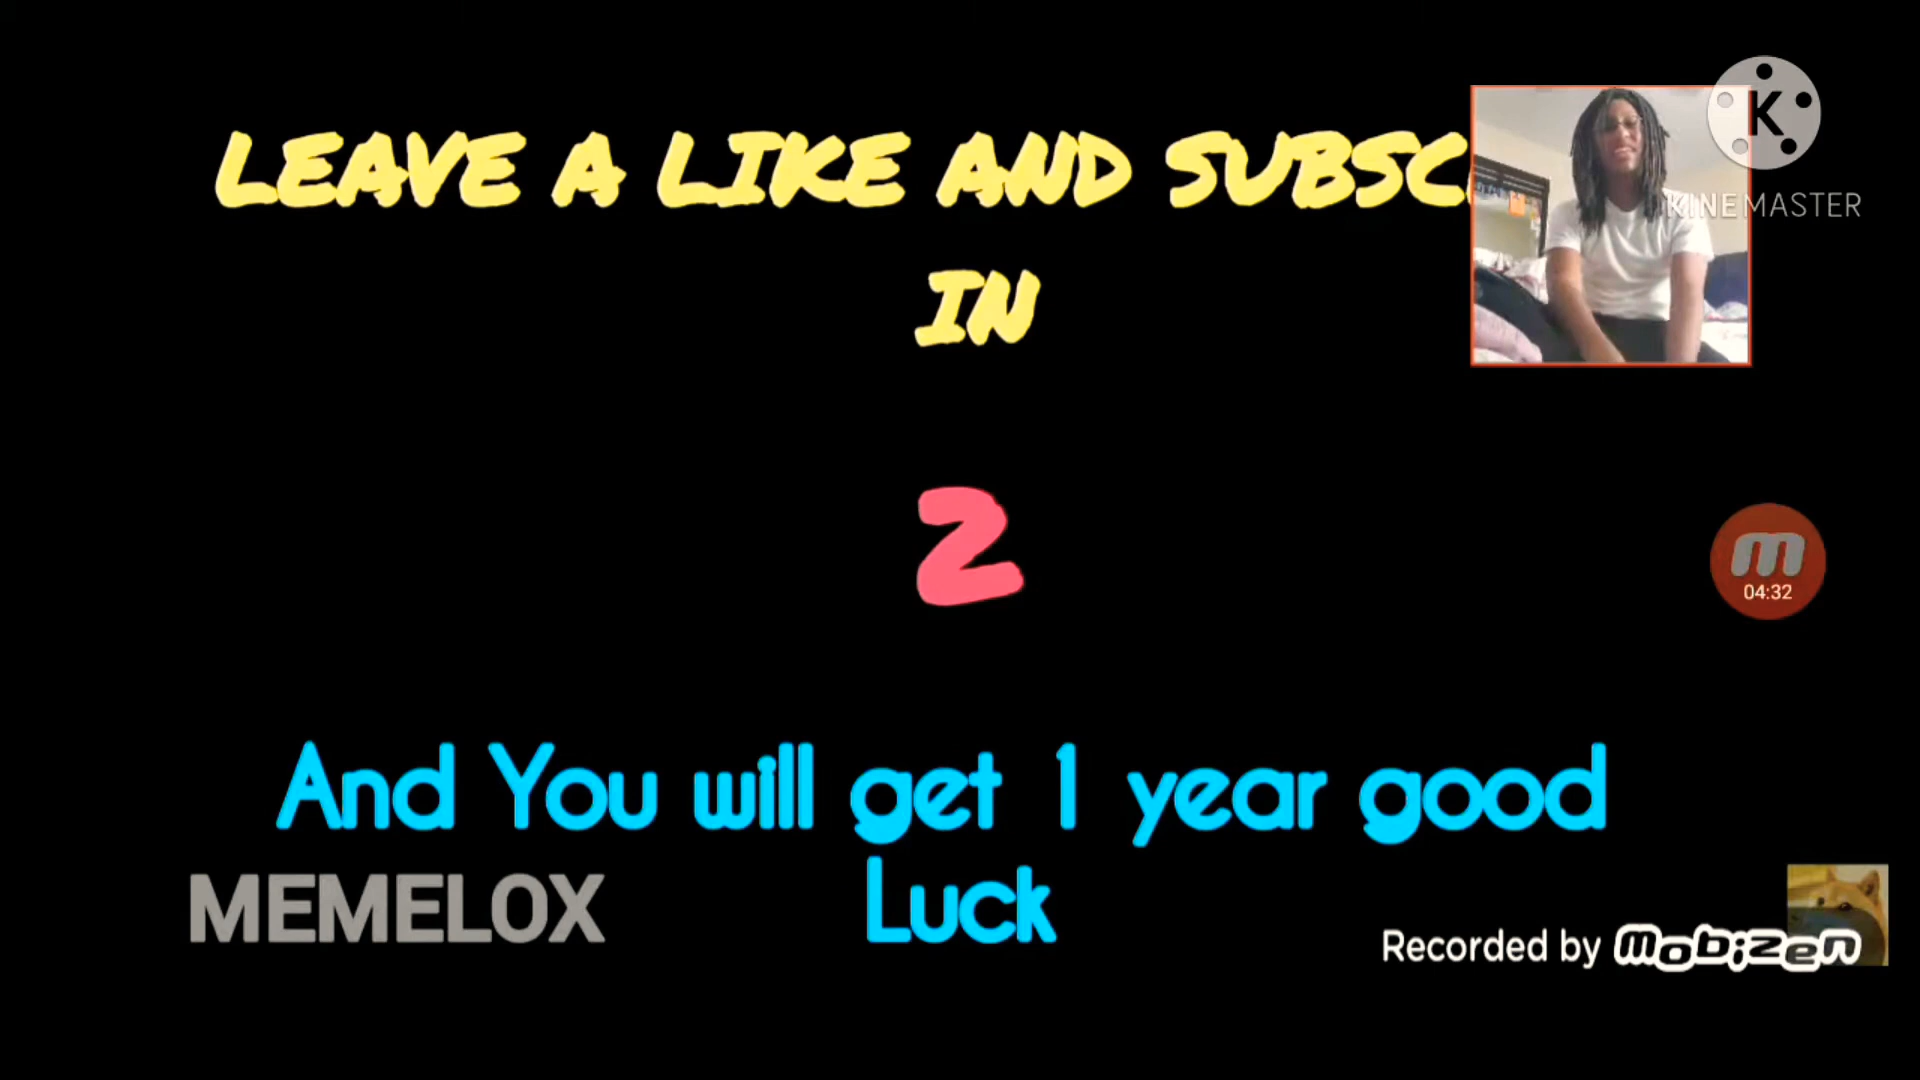 LEAVE A LIKE AND SUBSC
IN
2
And You will get 1 year good
Luck
MEMELOX
K
KINEMASTER
m
04:32
Recorded by mobizen